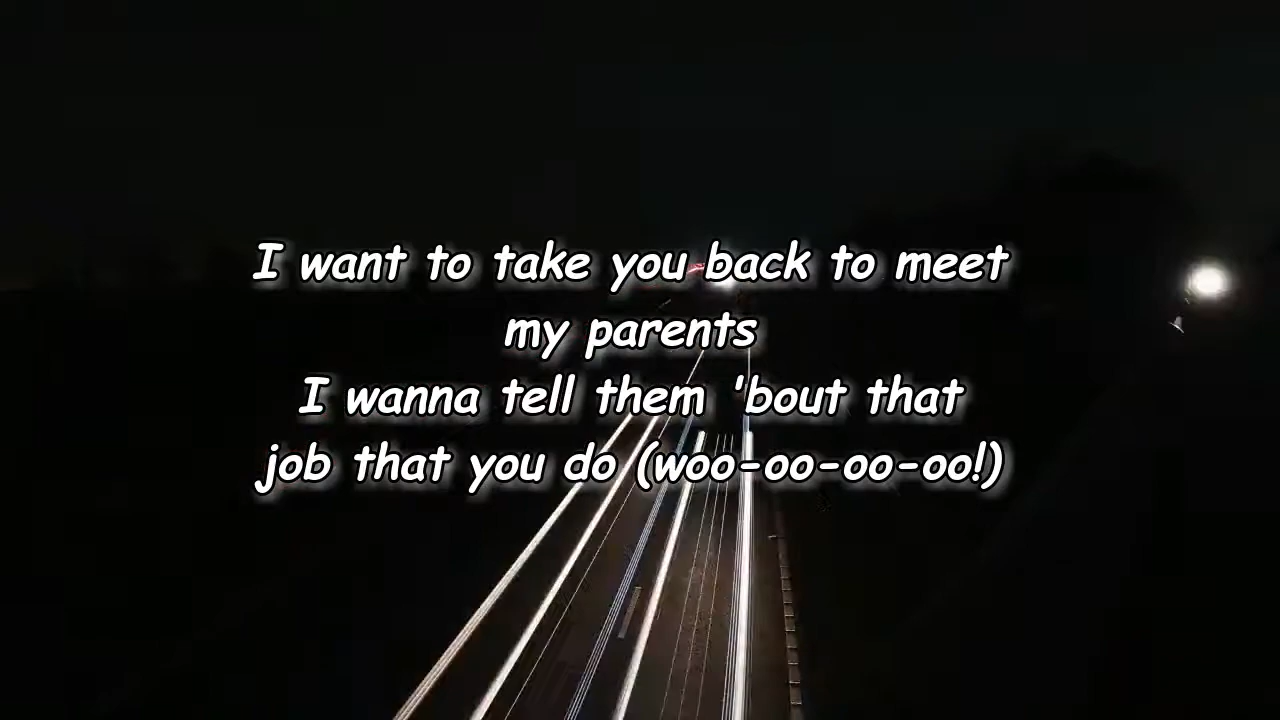 I want to take you back to meet
my parents
I wanna tell them 'bout that
job that you do (woo-oo-oo-oo!)